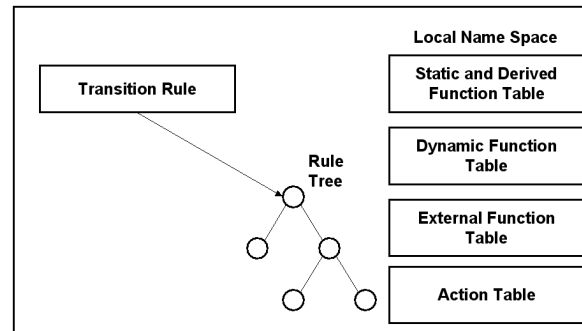 Local Name Space
Transition Rule
Static and Derived
Function Table
Dynamic Function
Table
Rule
Tree
External Function
Table
Action Table